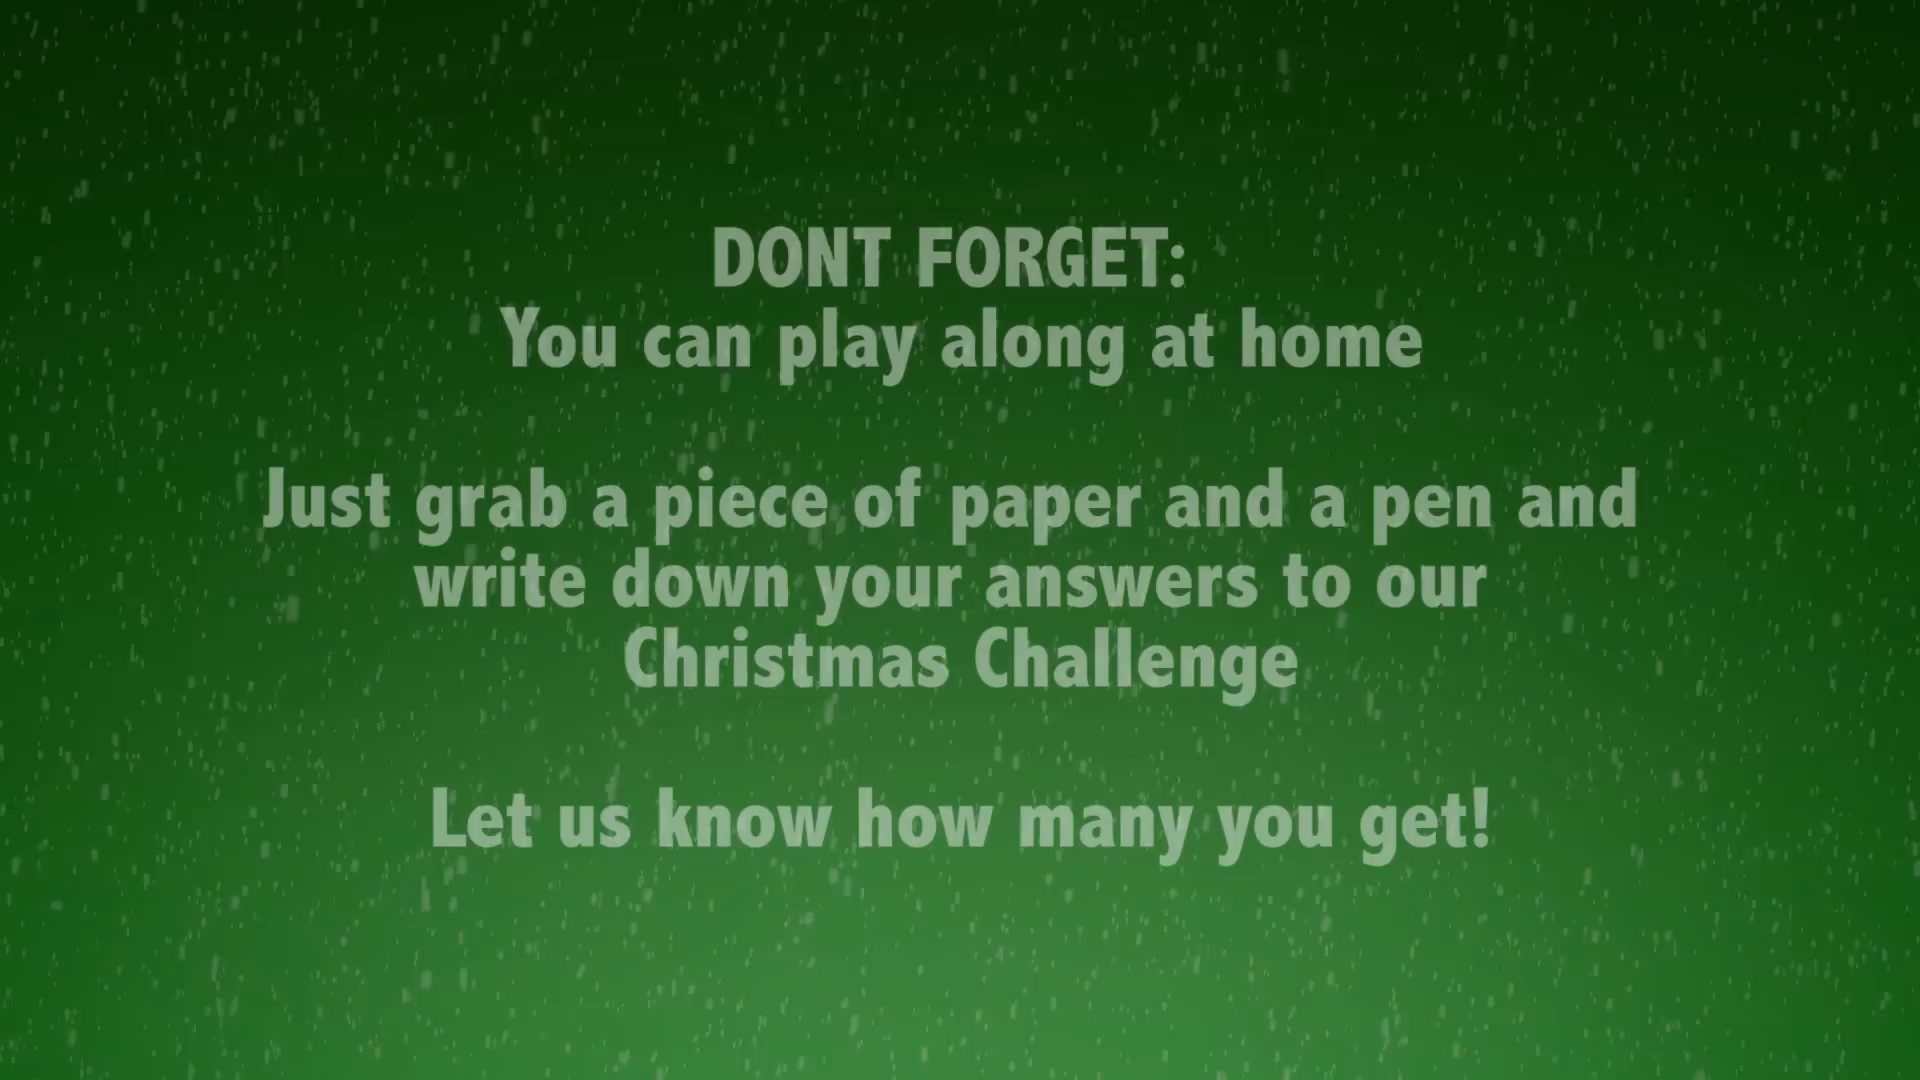 DONT FORGET:
You can play along at home
Just grab a piece of paper and a pen and
write down your answers to our
Christmas Challenge
Let us know how many you get!